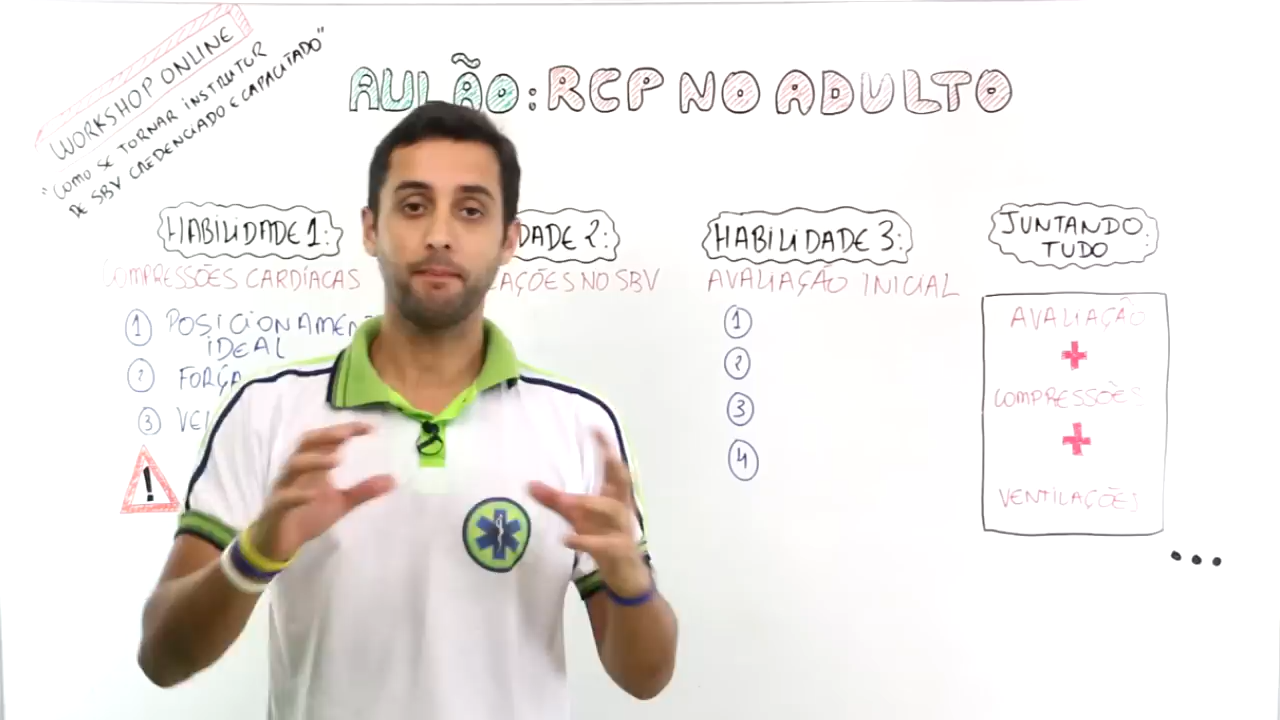 WORKSHOP ONLINE
"COMO SE TORNAR INSTRUTOR
DE SBV CREDENCIADO E CAPACITADO"
AULÃO: RCP NO ADULTO
HABILIDADE 1:
COMPRESSÕES CARDÍACAS
1 POSICIONAMEN
IDEAL
2 FORÇA
3 VEL
!
DADE 2:
AÇÕES NO SBV
HABILIDADE 3:
AVALIAÇÃO INICIAL
1
2
3
4
JUNTANDO
TUDO
AVALIAÇÃO
+
COMPRESSÕES
+
VENTILAÇÕES
...